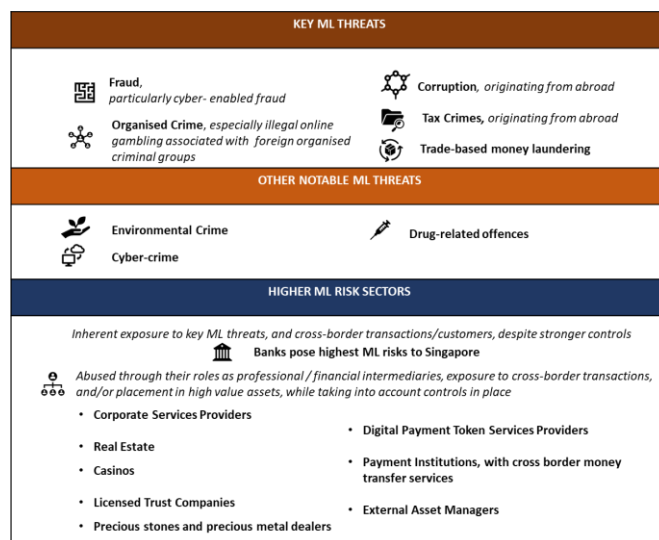 KEY ML THREATS
Fraud,
particularly cyber- enabled fraud
Organised Crime, especially illegal online
gambling associated with foreign organised
criminal groups
Corruption, originating from abroad
Tax Crimes, originating from abroad
Trade-based money laundering
OTHER NOTABLE ML THREATS
Environmental Crime
Cyber-crime
Drug-related offences
HIGHER ML RISK SECTORS
Inherent exposure to key ML threats, and cross-border transactions/customers, despite stronger controls
Banks pose highest ML risks to Singapore
Abused through their roles as professional / financial intermediaries, exposure to cross-border transactions,
and/or placement in high value assets, while taking into account controls in place
• Corporate Services Providers
• Real Estate
• Casinos
• Licensed Trust Companies
• Precious stones and precious metal dealers
• Digital Payment Token Services Providers
• Payment Institutions, with cross border money
transfer services
• External Asset Managers